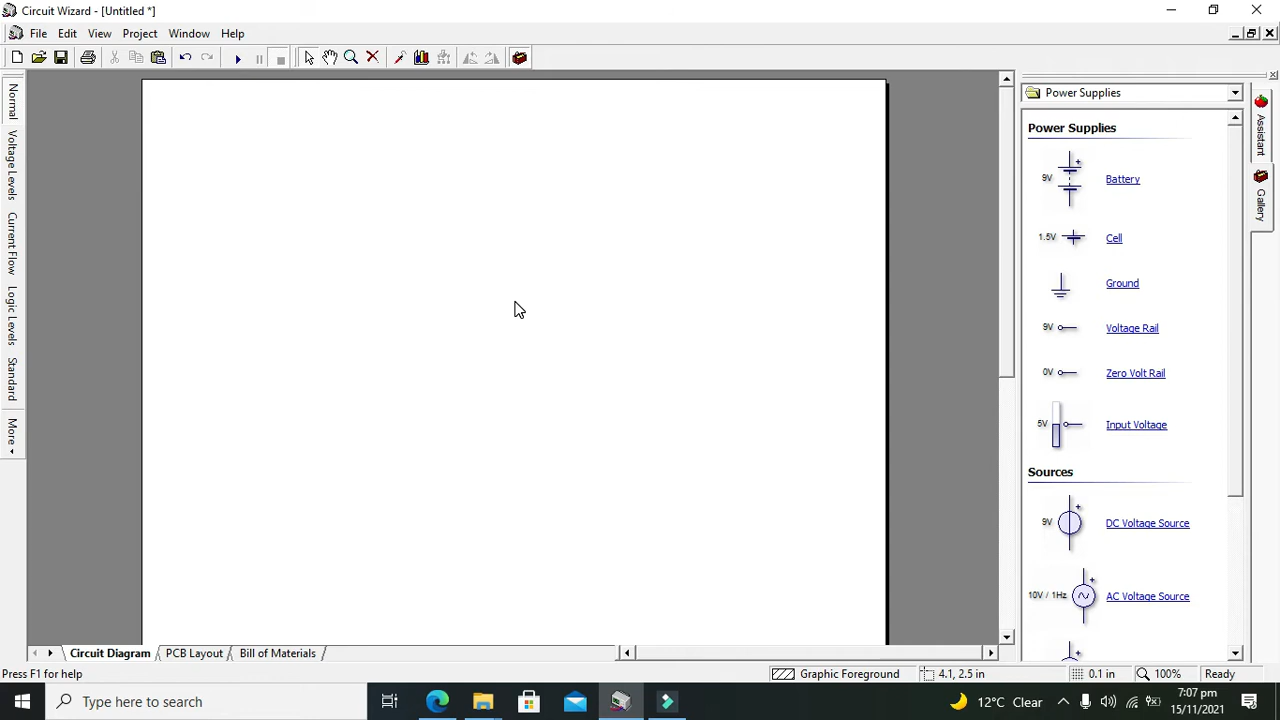 Circuit Wizard - [Untitled *]
File Edit View Project Window Help
Normal
Voltage Levels
Current Flow
Logic Levels
Standard
More
Power Supplies
Power Supplies
9V Battery
1.5V Cell
Ground
9V Voltage Rail
0V Zero Volt Rail
5V Input Voltage
Sources
9V DC Voltage Source
10V / 1Hz AC Voltage Source
Assistant
Gallery
Circuit Diagram PCB Layout Bill of Materials
Press F1 for help Graphic Foreground 4.1, 2.5 in 0.1 in 100% Ready
Type here to search 12°C Clear 7:07 pm
15/11/2021